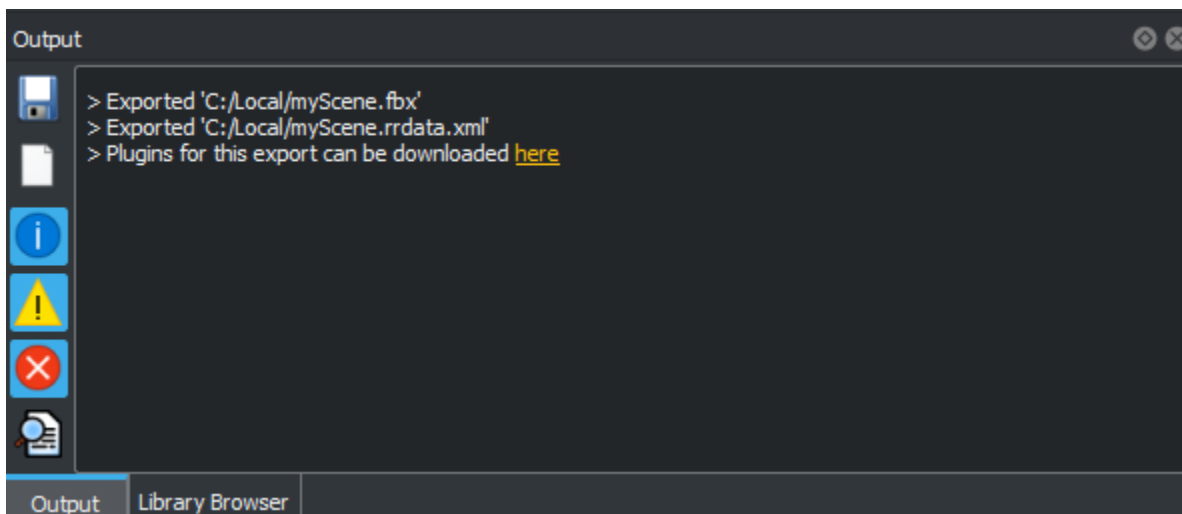 Output
> Exported 'C:/Local/myScene.fbx'
> Exported 'C:/Local/myScene.rrdata.xml'
> Plugins for this export can be downloaded here
Output
Library Browser